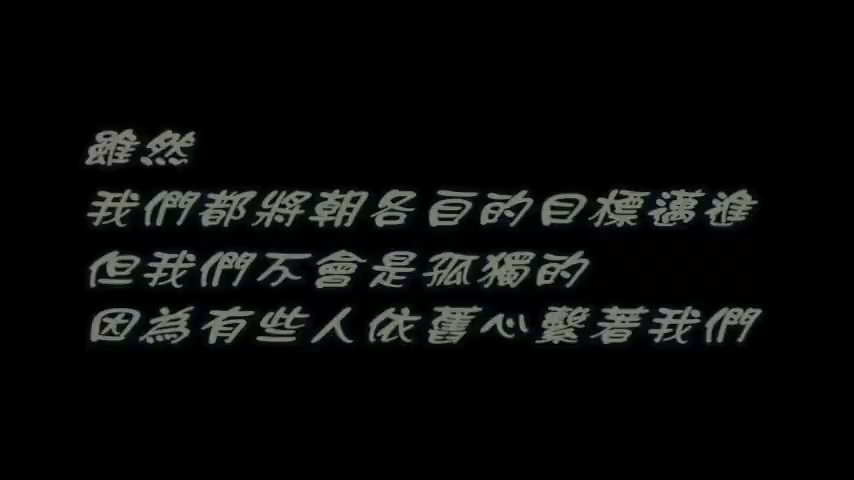 雖然
我們都將朝各自的目標邁進
但我們不會是孤獨的
因為有些人依舊心繫著我們